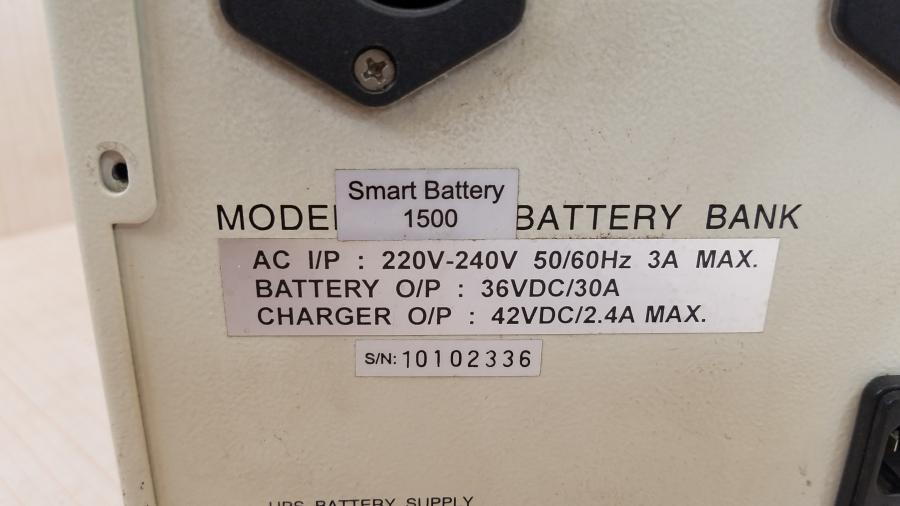 Smart Battery
1500
MODEL BATTERY BANK
AC I/P : 220V-240V 50/60Hz 3A MAX.
BATTERY O/P : 36VDC/30A
CHARGER O/P : 42VDC/2.4A MAX.
S/N: 10102336
UPS BATTERY SUPPLY